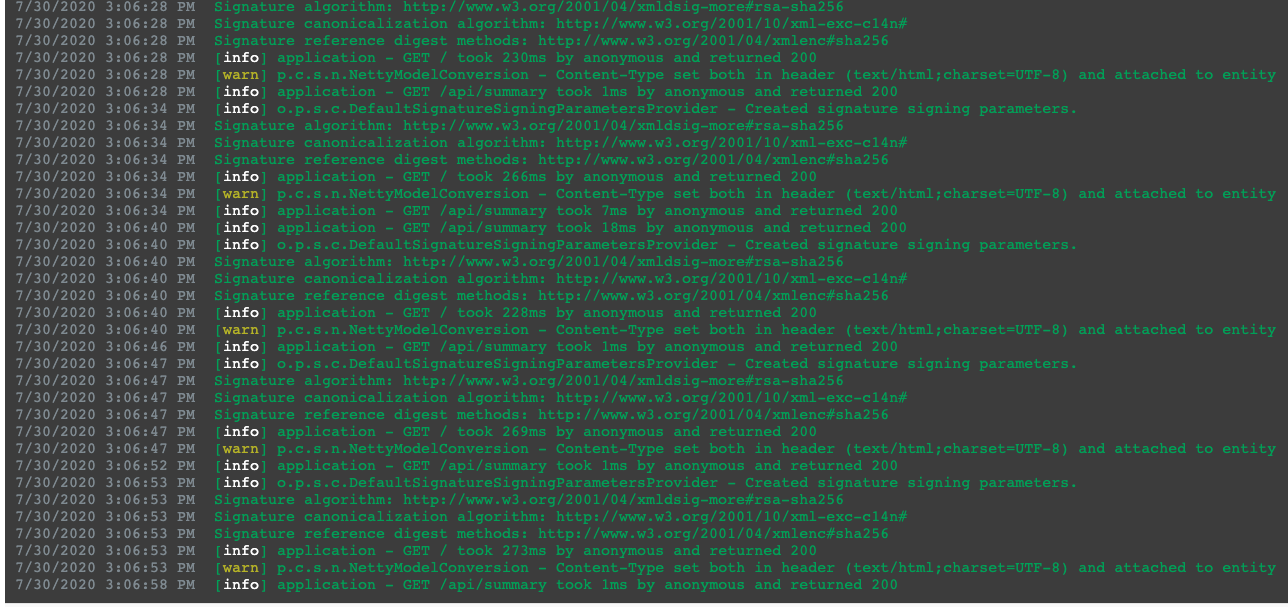 7/30/2020 3:06:28 PM Signature algorithm: http://www.w3.org/2001/04/xmldsig-more#rsa-sha256
7/30/2020 3:06:28 PM Signature canonicalization algorithm: http://www.w3.org/2001/10/xml-exc-c14n#
7/30/2020 3:06:28 PM Signature reference digest methods: http://www.w3.org/2001/04/xmlenc#sha256
7/30/2020 3:06:28 PM [info] application - GET / took 230ms by anonymous and returned 200
7/30/2020 3:06:28 PM [warn] p.c.s.n.NettyModelConversion - Content-Type set both in header (text/html;charset=UTF-8) and attached to entity
7/30/2020 3:06:28 PM [info] application - GET /api/summary took 1ms by anonymous and returned 200
7/30/2020 3:06:34 PM [info] o.p.s.c.DefaultSignatureSigningParametersProvider - Created signature signing parameters.
7/30/2020 3:06:34 PM Signature algorithm: http://www.w3.org/2001/04/xmldsig-more#rsa-sha256
7/30/2020 3:06:34 PM Signature canonicalization algorithm: http://www.w3.org/2001/10/xml-exc-c14n#
7/30/2020 3:06:34 PM Signature reference digest methods: http://www.w3.org/2001/04/xmlenc#sha256
7/30/2020 3:06:34 PM [info] application - GET / took 266ms by anonymous and returned 200
7/30/2020 3:06:34 PM [warn] p.c.s.n.NettyModelConversion - Content-Type set both in header (text/html;charset=UTF-8) and attached to entity
7/30/2020 3:06:34 PM [info] application - GET /api/summary took 7ms by anonymous and returned 200
7/30/2020 3:06:40 PM [info] application - GET /api/summary took 18ms by anonymous and returned 200
7/30/2020 3:06:40 PM [info] o.p.s.c.DefaultSignatureSigningParametersProvider - Created signature signing parameters.
7/30/2020 3:06:40 PM Signature algorithm: http://www.w3.org/2001/04/xmldsig-more#rsa-sha256
7/30/2020 3:06:40 PM Signature canonicalization algorithm: http://www.w3.org/2001/10/xml-exc-c14n#
7/30/2020 3:06:40 PM Signature reference digest methods: http://www.w3.org/2001/04/xmlenc#sha256
7/30/2020 3:06:40 PM [info] application - GET / took 228ms by anonymous and returned 200
7/30/2020 3:06:40 PM [warn] p.c.s.n.NettyModelConversion - Content-Type set both in header (text/html;charset=UTF-8) and attached to entity
7/30/2020 3:06:46 PM [info] application - GET /api/summary took 1ms by anonymous and returned 200
7/30/2020 3:06:47 PM [info] o.p.s.c.DefaultSignatureSigningParametersProvider - Created signature signing parameters.
7/30/2020 3:06:47 PM Signature algorithm: http://www.w3.org/2001/04/xmldsig-more#rsa-sha256
7/30/2020 3:06:47 PM Signature canonicalization algorithm: http://www.w3.org/2001/10/xml-exc-c14n#
7/30/2020 3:06:47 PM Signature reference digest methods: http://www.w3.org/2001/04/xmlenc#sha256
7/30/2020 3:06:47 PM [info] application - GET / took 269ms by anonymous and returned 200
7/30/2020 3:06:47 PM [warn] p.c.s.n.NettyModelConversion - Content-Type set both in header (text/html;charset=UTF-8) and attached to entity
7/30/2020 3:06:52 PM [info] application - GET /api/summary took 1ms by anonymous and returned 200
7/30/2020 3:06:53 PM [info] o.p.s.c.DefaultSignatureSigningParametersProvider - Created signature signing parameters.
7/30/2020 3:06:53 PM Signature algorithm: http://www.w3.org/2001/04/xmldsig-more#rsa-sha256
7/30/2020 3:06:53 PM Signature canonicalization algorithm: http://www.w3.org/2001/10/xml-exc-c14n#
7/30/2020 3:06:53 PM Signature reference digest methods: http://www.w3.org/2001/04/xmlenc#sha256
7/30/2020 3:06:53 PM [info] application - GET / took 273ms by anonymous and returned 200
7/30/2020 3:06:53 PM [warn] p.c.s.n.NettyModelConversion - Content-Type set both in header (text/html;charset=UTF-8) and attached to entity
7/30/2020 3:06:58 PM [info] application - GET /api/summary took 1ms by anonymous and returned 200